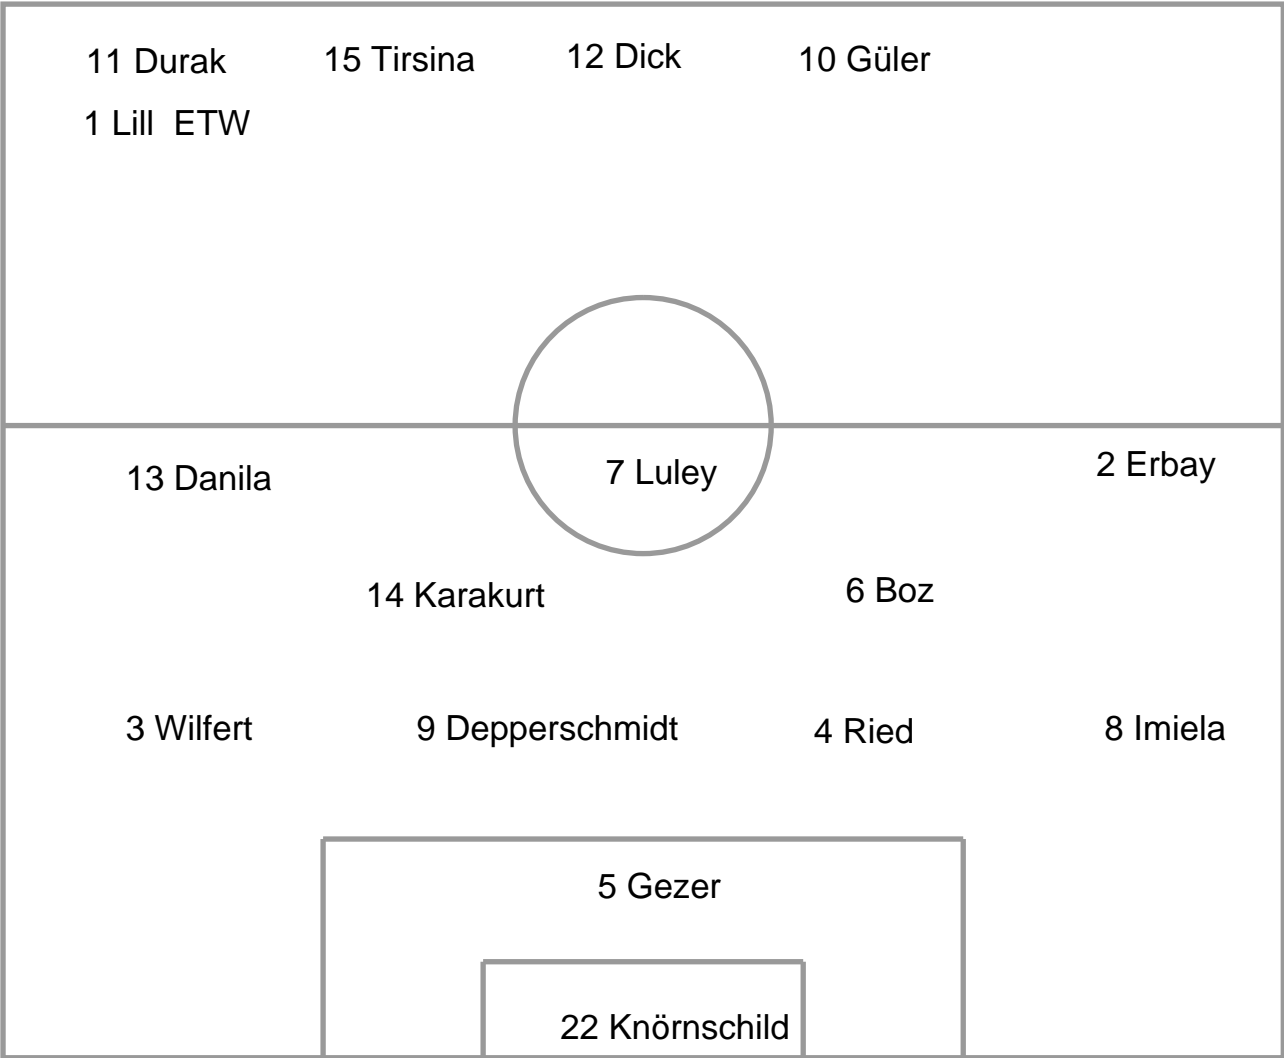 11 Durak
15 Tirsina
12 Dick
10 Güler
1 Lill  ETW
13 Danila
7 Luley
2 Erbay
14 Karakurt
6 Boz
3 Wilfert
9 Depperschmidt
4 Ried
8 Imiela
5 Gezer
22 Knörnschild